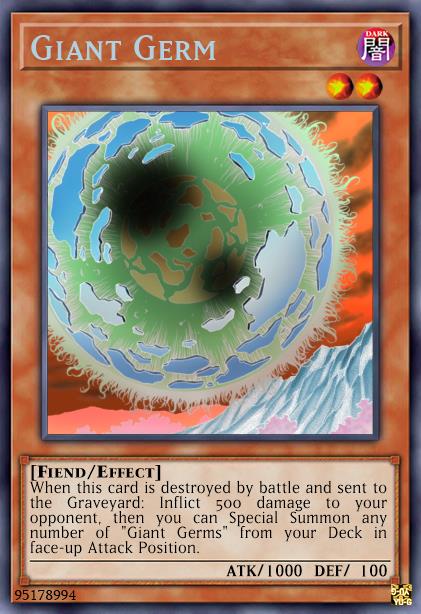 GIANT GERM
DARK
闇
[FIEND/EFFECT]
When this card is destroyed by battle and sent to
the Graveyard: Inflict 500 damage to your
opponent, then you can Special Summon any
number of "Giant Germs" from your Deck in
face-up Attack Position.
ATK/1000 DEF/ 100
95178994